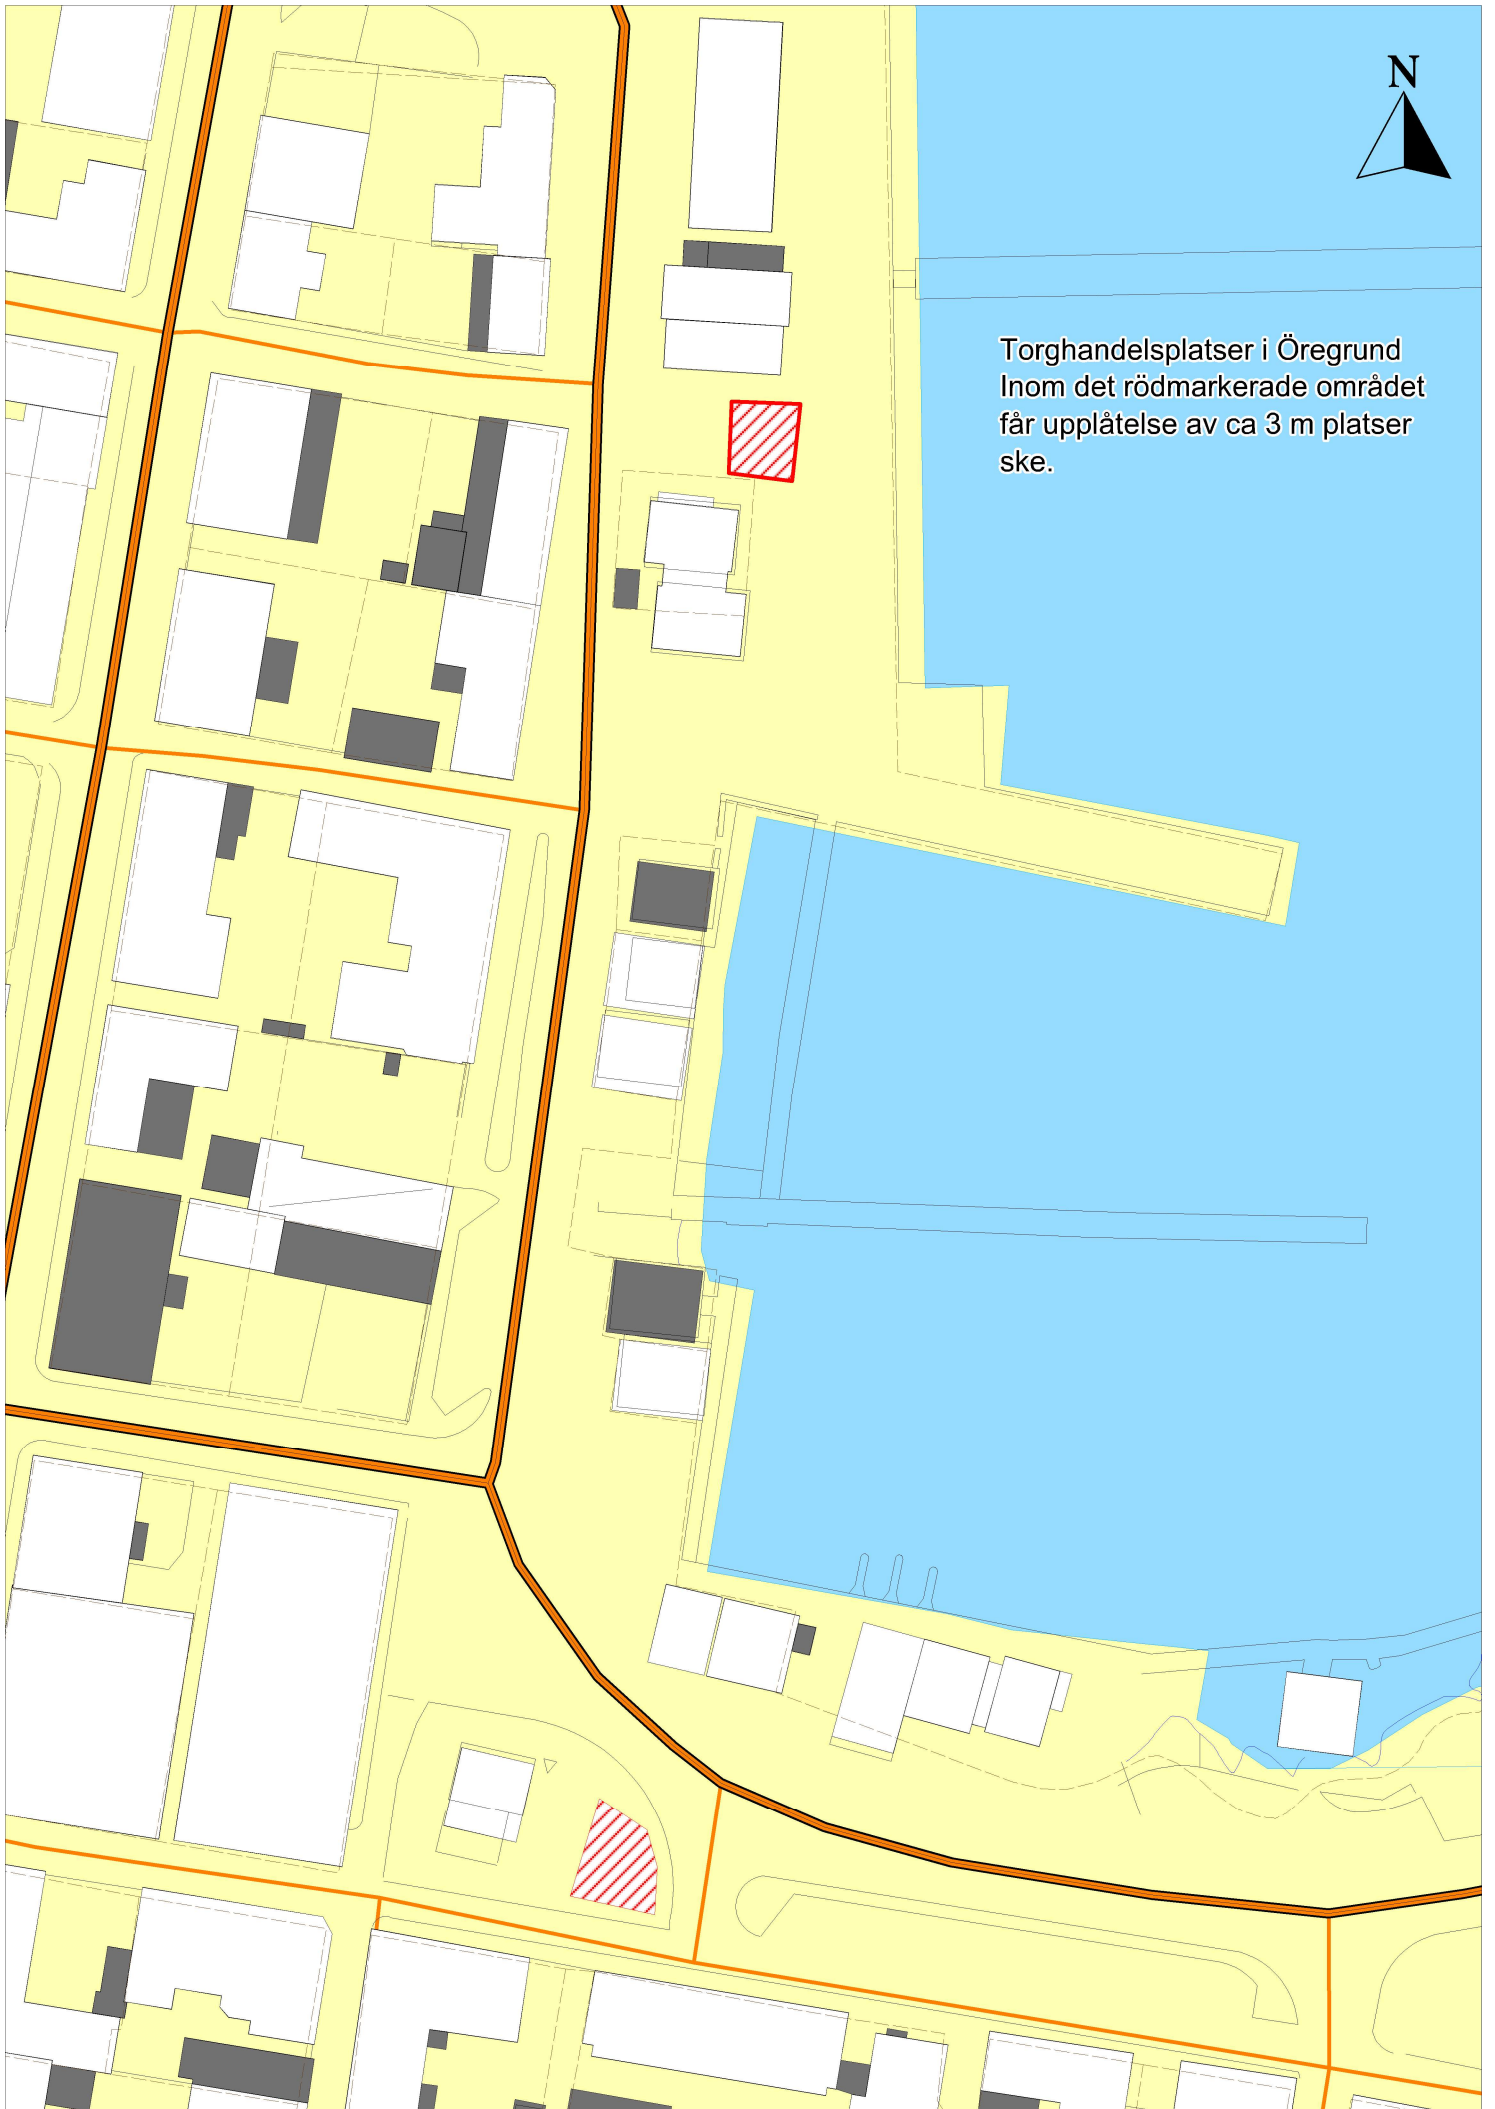 N
Torghandelsplatser i Öregrund
Inom det rödmarkerade området
får upplåtelse av ca 3 m platser
ske.